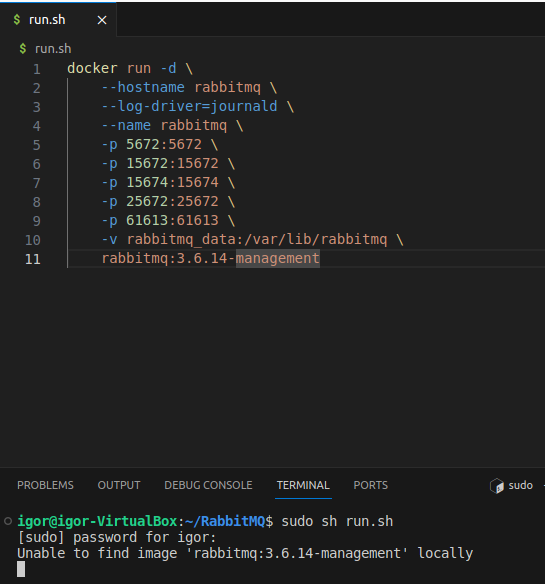 $ run.sh ×
$ run.sh
1 docker run -d \
2 --hostname rabbitmq \
3 --log-driver=journald \
4 --name rabbitmq \
5 -p 5672:5672 \
6 -p 15672:15672 \
7 -p 15674:15674 \
8 -p 25672:25672 \
9 -p 61613:61613 \
10 -v rabbitmq_data:/var/lib/rabbitmq \
11 rabbitmq:3.6.14-management
PROBLEMS OUTPUT DEBUG CONSOLE TERMINAL PORTS sudo
igor@igor-VirtualBox:~/RabbitMQ$ sudo sh run.sh
[sudo] password for igor:
Unable to find image 'rabbitmq:3.6.14-management' locally